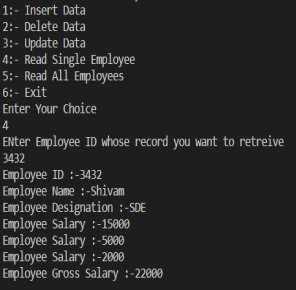 1:- Insert Data
2:- Delete Data
3:- Update Data
4:- Read Single Employee
5:- Read All Employees
6:- Exit
Enter Your Choice
4
ENter Employee ID whose record you want to retreive
3432
Employee ID :-3432
Employee Name :-Shivam
Employee Designation :-SDE
Employee Salary :-15000
Employee Salary :-5000
Employee Salary :-2000
Employee Gross Salary :-22000